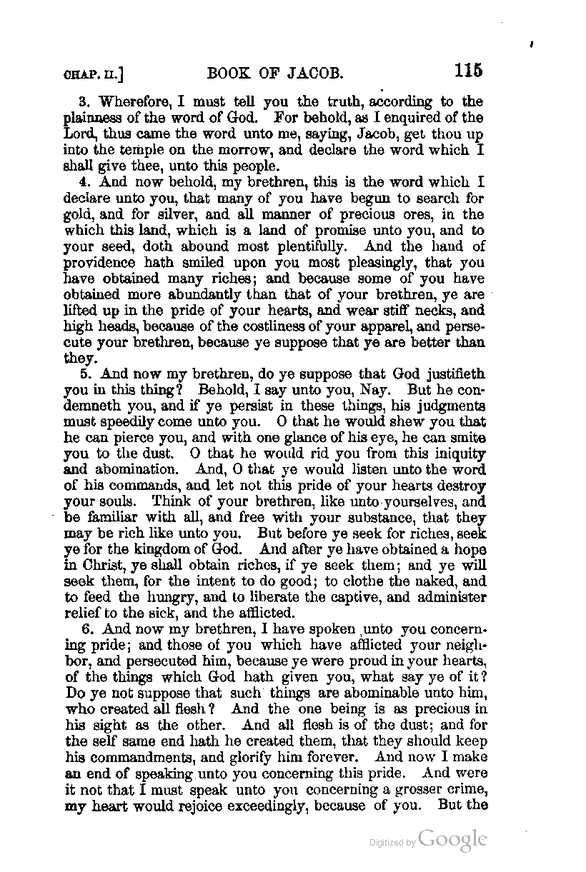 CHAP. II.] BOOK OF JACOB. 115
3. Wherefore, I must tell you the truth, according to the
plainness of the word of God. For behold, as I enquired of the
Lord, thus came the word unto me, saying, Jacob, get thou up
into the temple on the morrow, and declare the word which I
shall give thee, unto this people.
4. And now behold, my brethren, this is the word which I
declare unto you, that many of you have begun to search for
gold, and for silver, and all manner of precious ores, in the
which this land, which is a land of promise unto you, and to
your seed, doth abound most plentifully. And the hand of
providence hath smiled upon you most pleasingly, that you
have obtained many riches; and because some of you have
obtained more abundantly than that of your brethren, ye are
lifted up in the pride of your hearts, and wear stiff necks, and
high heads, because of the costliness of your apparel, and perse-
cute your brethren, because ye suppose that ye are better than
they.
5. And now my brethren, do ye suppose that God justifieth
you in this thing? Behold, I say unto you, Nay. But he con-
demneth you, and if ye persist in these things, his judgments
must speedily come unto you. O that he would shew you that
he can pierce you, and with one glance of his eye, he can smite
you to the dust. O that he would rid you from this iniquity
and abomination. And, O that ye would listen unto the word
of his commands, and let not this pride of your hearts destroy
your souls. Think of your brethren, like unto yourselves, and
be familiar with all, and free with your substance, that they
may be rich like unto you. But before ye seek for riches, seek
ye for the kingdom of God. And after ye have obtained a hope
in Christ, ye shall obtain riches, if ye seek them; and ye will
seek them, for the intent to do good; to clothe the naked, and
to feed the hungry, and to liberate the captive, and administer
relief to the sick, and the afflicted.
6. And now my brethren, I have spoken unto you concern-
ing pride; and those of you which have afflicted your neigh-
bor, and persecuted him, because ye were proud in your hearts,
of the things which God hath given you, what say ye of it?
Do ye not suppose that such things are abominable unto him,
who created all flesh? And the one being is as precious in
his sight as the other. And all flesh is of the dust; and for
the self same end hath he created them, that they should keep
his commandments, and glorify him forever. And now I make
an end of speaking unto you concerning this pride. And were
it not that I must speak unto you concerning a grosser crime,
my heart would rejoice exceedingly, because of you. But the
Digitized by Google